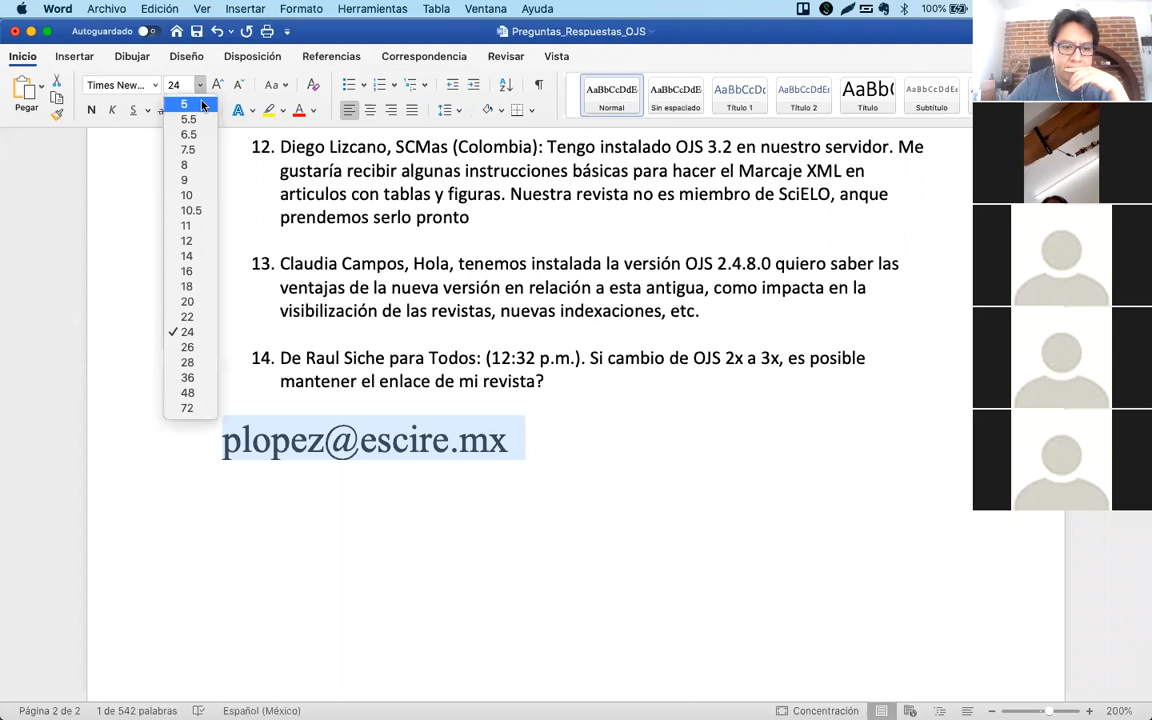 Word Archivo Edición Ver Insertar Formato Herramientas Tabla Ventana Ayuda 100%
Autoguardado Preguntas_Respuestas_OJS
Inicio Insertar Dibujar Diseño Disposición Referencias Correspondencia Revisar Vista
Pegar
Times New... 24
Aa
N K S
AaBbCcDdE AaBbCcDdE AaBbCcDc AaBbCcDdE AaBbC AaBbCcDdE
Normal Sin espaciado Título 1 Título 2 Título Subtítulo
5
5.5
6.5
7.5
8
9
10
10.5
11
12
14
16
18
20
22
24
26
28
36
48
72
12. Diego Lizcano, SCMas (Colombia): Tengo instalado OJS 3.2 en nuestro servidor. Me
gustaría recibir algunas instrucciones básicas para hacer el Marcaje XML en
articulos con tablas y figuras. Nuestra revista no es miembro de SciELO, anque
prendemos serlo pronto
13. Claudia Campos, Hola, tenemos instalada la versión OJS 2.4.8.0 quiero saber las
ventajas de la nueva versión en relación a esta antigua, como impacta en la
visibilización de las revistas, nuevas indexaciones, etc.
14. De Raul Siche para Todos: (12:32 p.m.). Si cambio de OJS 2x a 3x, es posible
mantener el enlace de mi revista?
plopez@escire.mx
Página 2 de 2 1 de 542 palabras Español (México) Concentración 200%